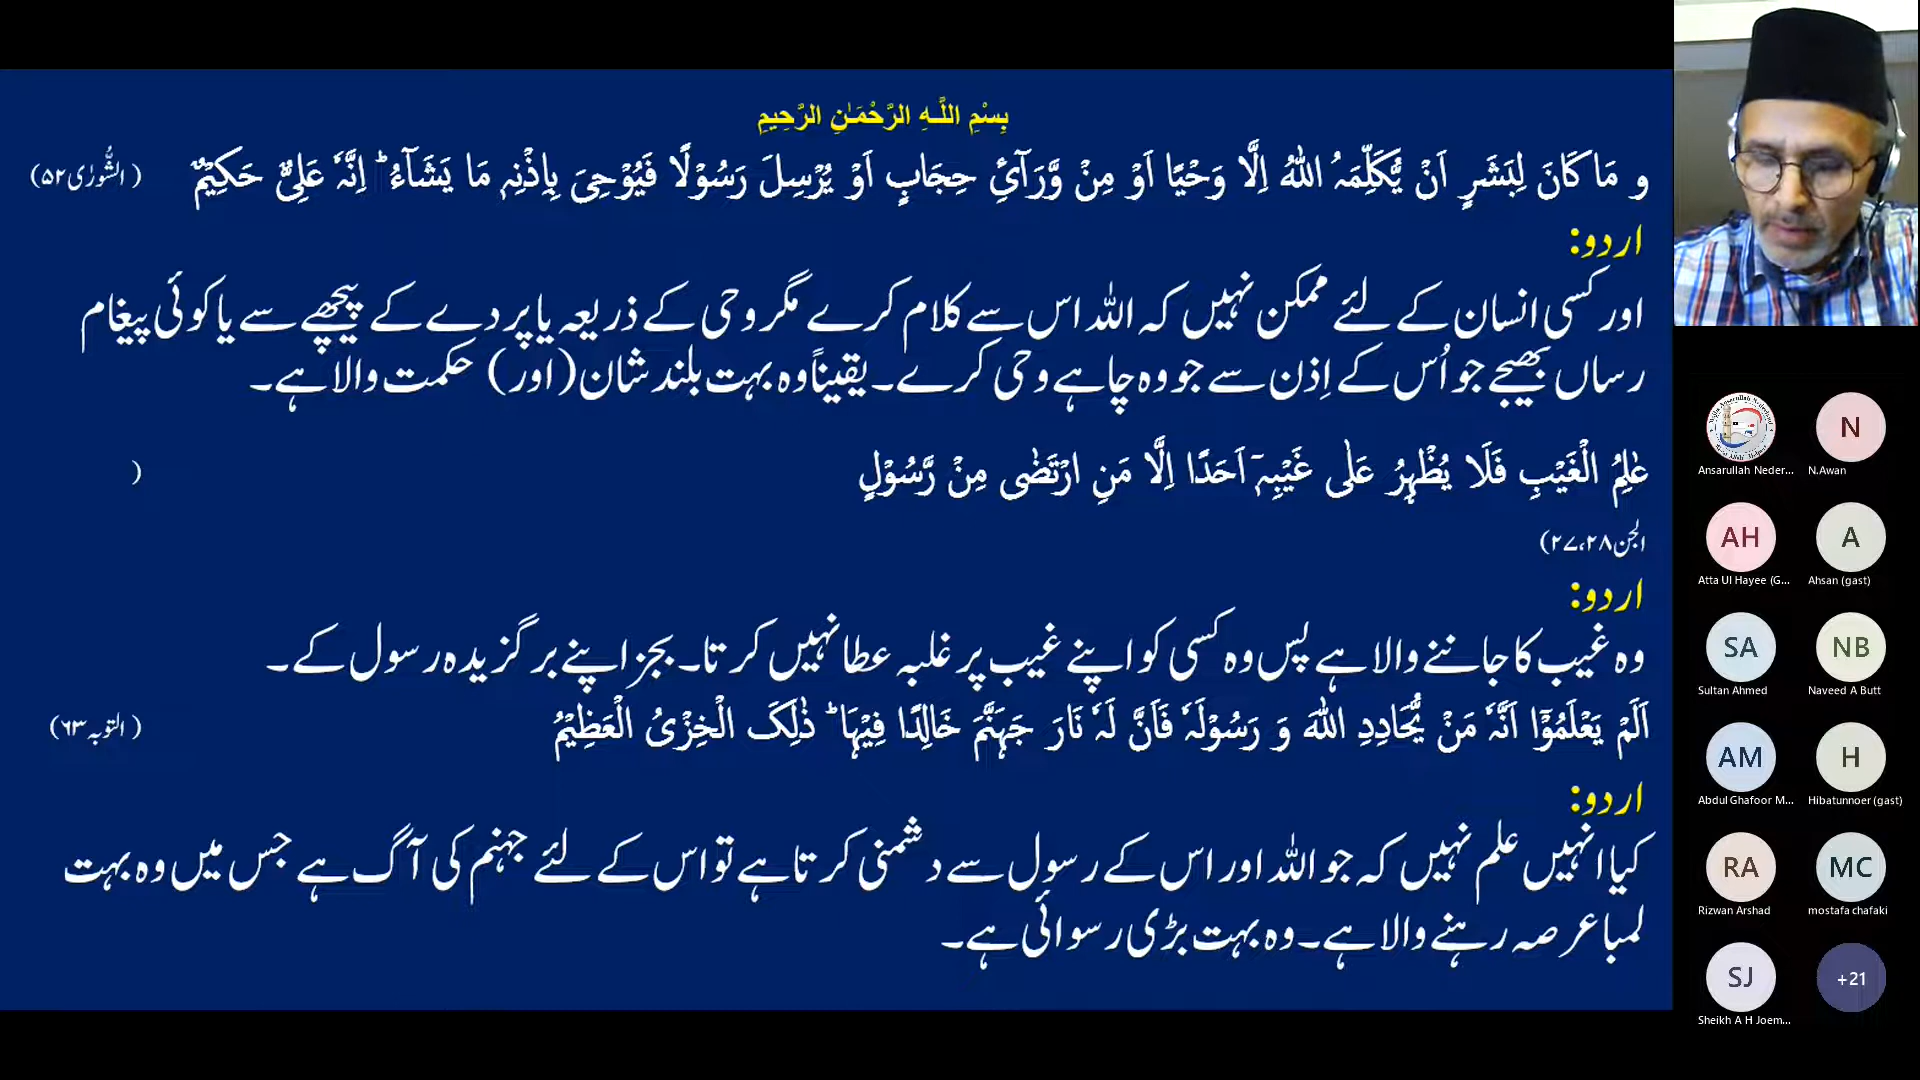 بِسْمِ اللَّـهِ الرَّحْمَـٰنِ الرَّحِيمِ
و مَا كَانَ لِبَشَرٍ اَنْ يُّكَلِّمَہُ اللّٰہُ اِلَّا وَحْيًا اَوْ مِنْ وَّرَآئِ حِجَابٍ اَوْ يُرْسِلَ رَسُوْلًا فَيُوْحِیَ بِاِذْنِہٖ مَا يَشَآءُ ؕ اِنَّہٗ عَلِیٌّ حَكِيْمٌ (الشُّورٰی۵۲)
اردو:
اور کسی انسان کے لئے ممکن نہیں کہ اللہ اس سے کلام کرے مگر وحی کے ذریعہ یا پردے کے پیچھے سے یا کوئی پیغام
رساں بھیجے جو اُس کے اِذن سے جو وہ چاہے وحی کرے۔ یقیناً وہ بہت بلند شان (اور) حکمت والا ہے۔
عٰلِمُ الْغَيْبِ فَلَا يُظْہِرُ عَلٰی غَيْبِہٖۤ اَحَدًا اِلَّا مَنِ ارْتَضٰی مِنْ رَّسُوْلٍ (
الجن۲۷،۲۸)
اردو:
وہ غیب کا جاننے والا ہے پس وہ کسی کو اپنے غیب پر غلبہ عطا نہیں کرتا۔ بجز اپنے برگزیدہ رسول کے۔
اَلَمْ يَعْلَمُوْۤا اَنَّہٗ مَنْ يُّحَادِدِ اللّٰہَ وَ رَسُوْلَہٗ فَاَنَّ لَہٗ نَارَ جَہَنَّمَ خَالِدًا فِيْہَا ؕ ذٰلِکَ الْخِزْیُ الْعَظِيْمُ (التوبہ۶۳)
اردو:
کیا انہیں علم نہیں کہ جو اللہ اور اس کے رسول سے دشمنی کرتا ہے تو اس کے لئے جہنم کی آگ ہے جس میں وہ بہت
لمبا عرصہ رہنے والا ہے۔ وہ بہت بڑی رسوائی ہے۔
Ansarullah Neder...
N
N.Awan
AH
Atta Ul Hayee (G...
A
Ahsan (gast)
SA
Sultan Ahmed
NB
Naveed A Butt
AM
Abdul Ghafoor M...
H
Hibatunnoer (gast)
RA
Rizwan Arshad
MC
mostafa chafaki
SJ
Sheikh A H Joem...
+21